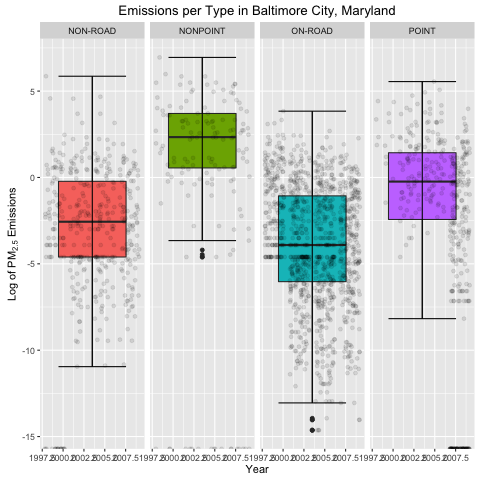 Emissions per Type in Baltimore City, Maryland
NON-ROAD NONPOINT ON-ROAD POINT
Log of PM2.5 Emissions
5
0
-5
-10
-15
1997.5 2000.0 2002.5 2005.0 2007.5 1997.5 2000.0 2002.5 2005.0 2007.5 1997.5 2000.0 2002.5 2005.0 2007.5 1997.5 2000.0 2002.5 2005.0 2007.5
Year